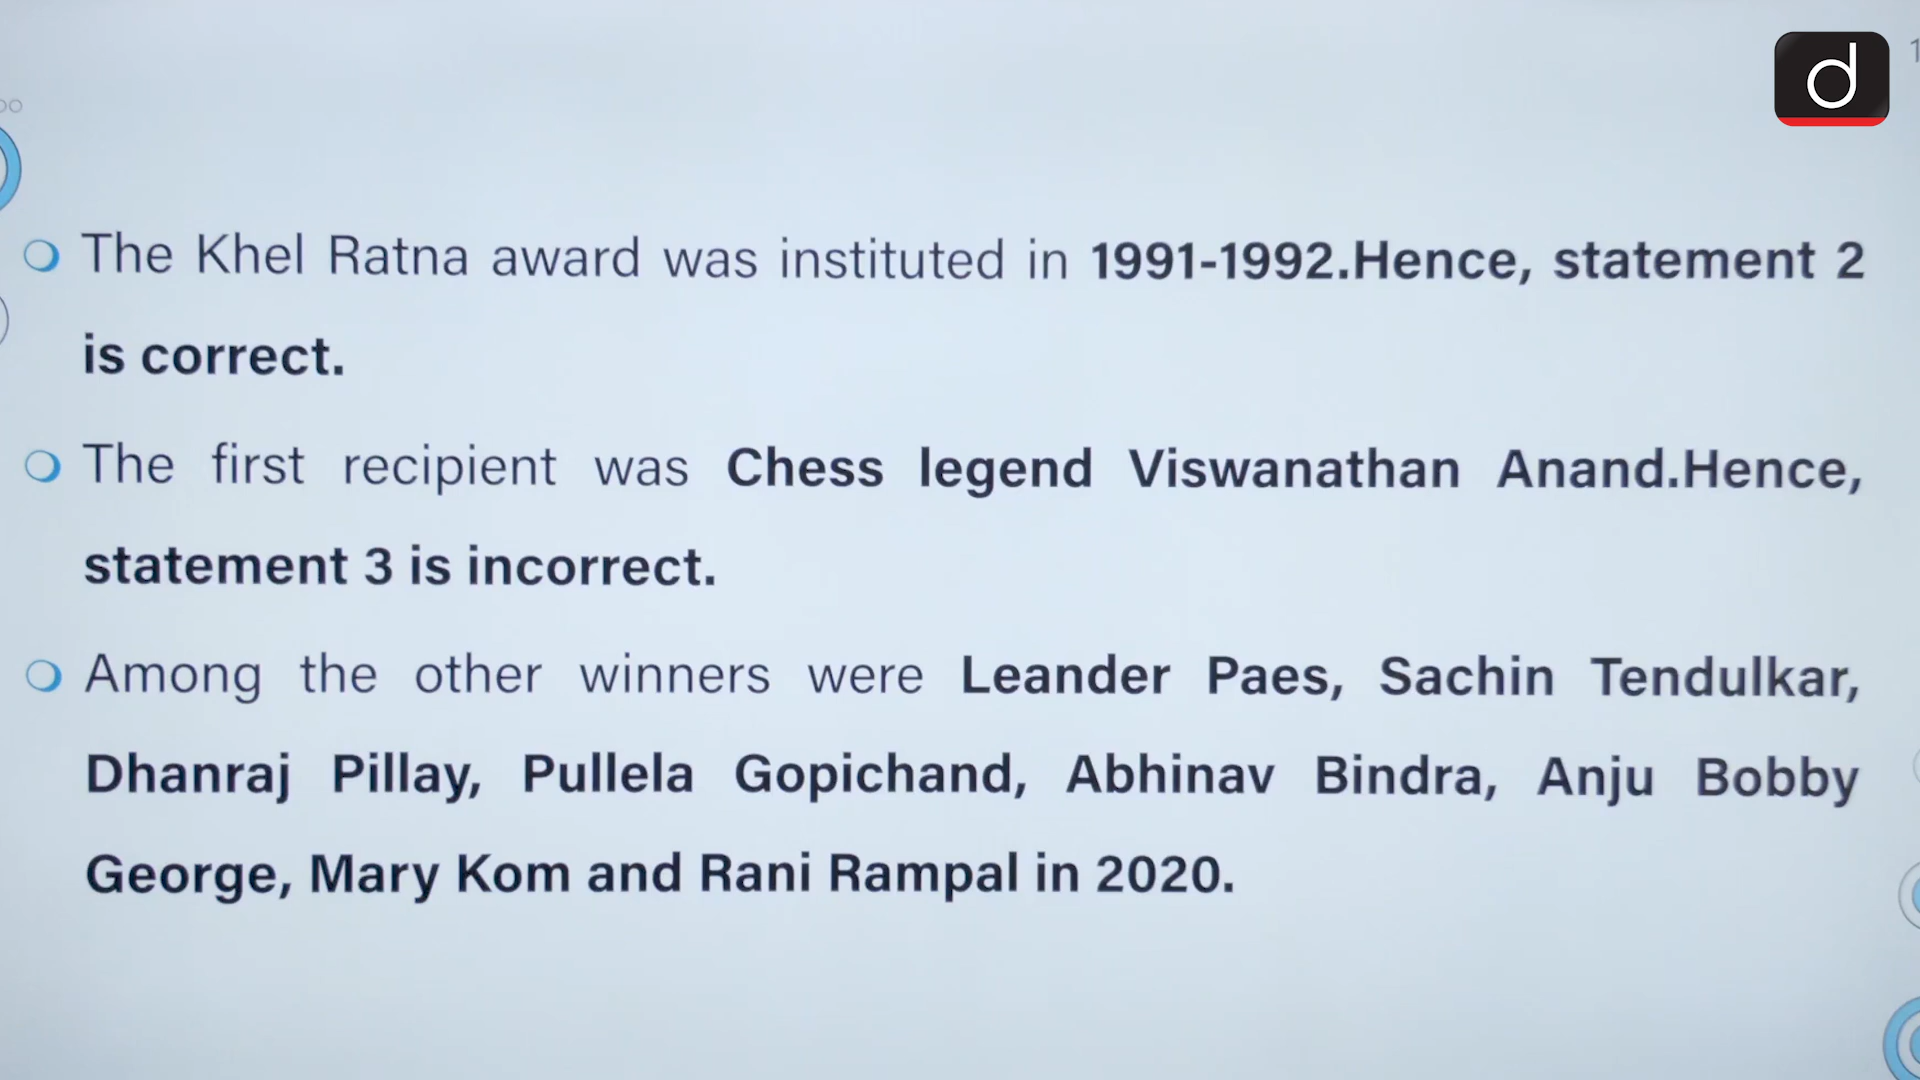 d
The Khel Ratna award was instituted in 1991-1992.Hence, statement 2
is correct.
The first recipient was Chess legend Viswanathan Anand.Hence,
statement 3 is incorrect.
Among the other winners were Leander Paes, Sachin Tendulkar,
Dhanraj Pillay, Pullela Gopichand, Abhinav Bindra, Anju Bobby
George, Mary Kom and Rani Rampal in 2020.